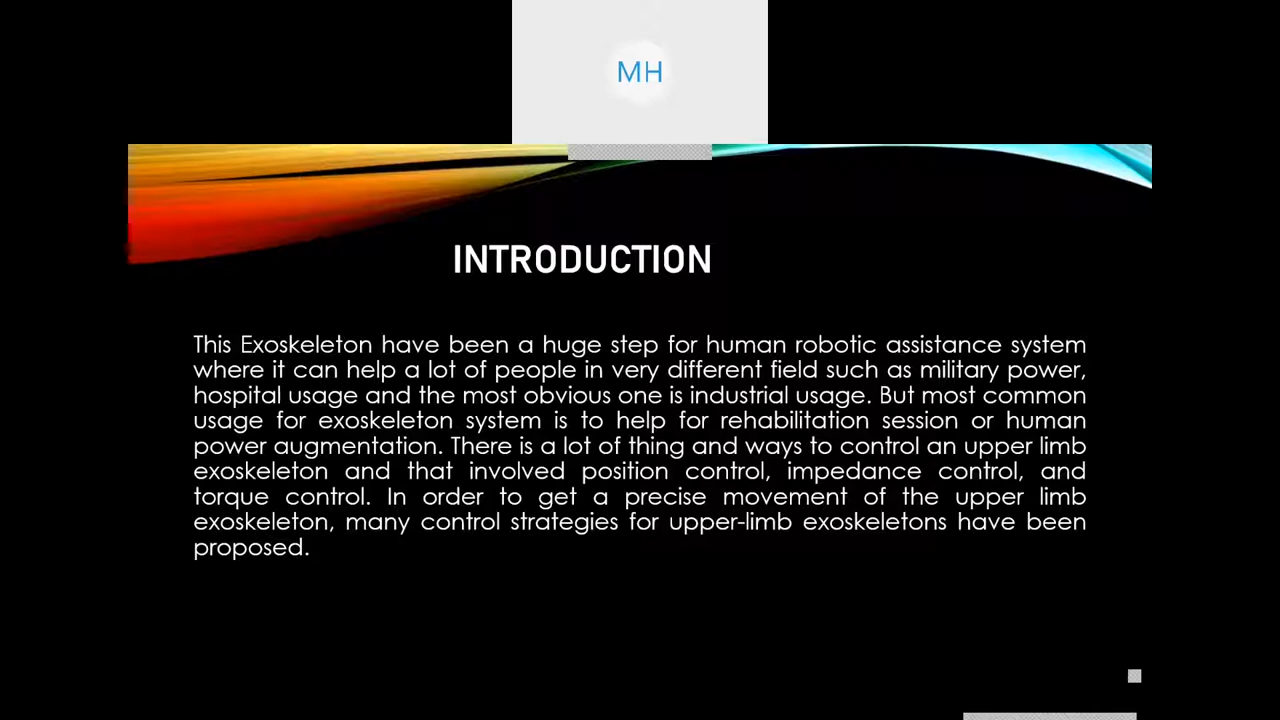 MH
INTRODUCTION
This Exoskeleton have been a huge step for human robotic assistance system
where it can help a lot of people in very different field such as military power,
hospital usage and the most obvious one is industrial usage. But most common
usage for exoskeleton system is to help for rehabilitation session or human
power augmentation. There is a lot of thing and ways to control an upper limb
exoskeleton and that involved position control, impedance control, and
torque control. In order to get a precise movement of the upper limb
exoskeleton, many control strategies for upper-limb exoskeletons have been
proposed.